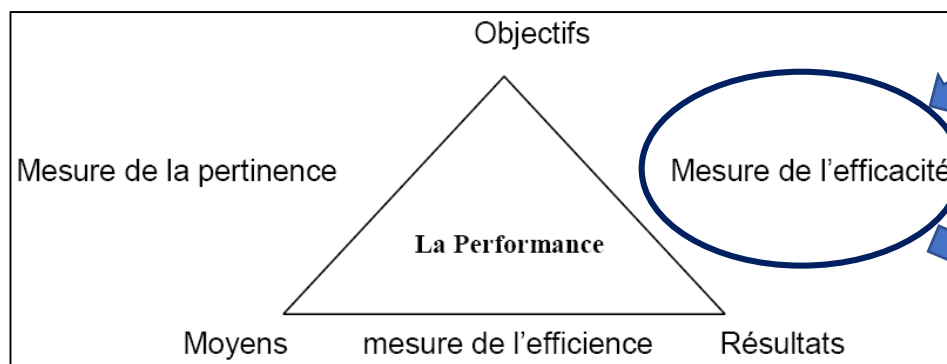 Objectifs
Mesure de la pertinence
Mesure de l'efficacité
La Performance
Moyens
mesure de l'efficience
Résultats